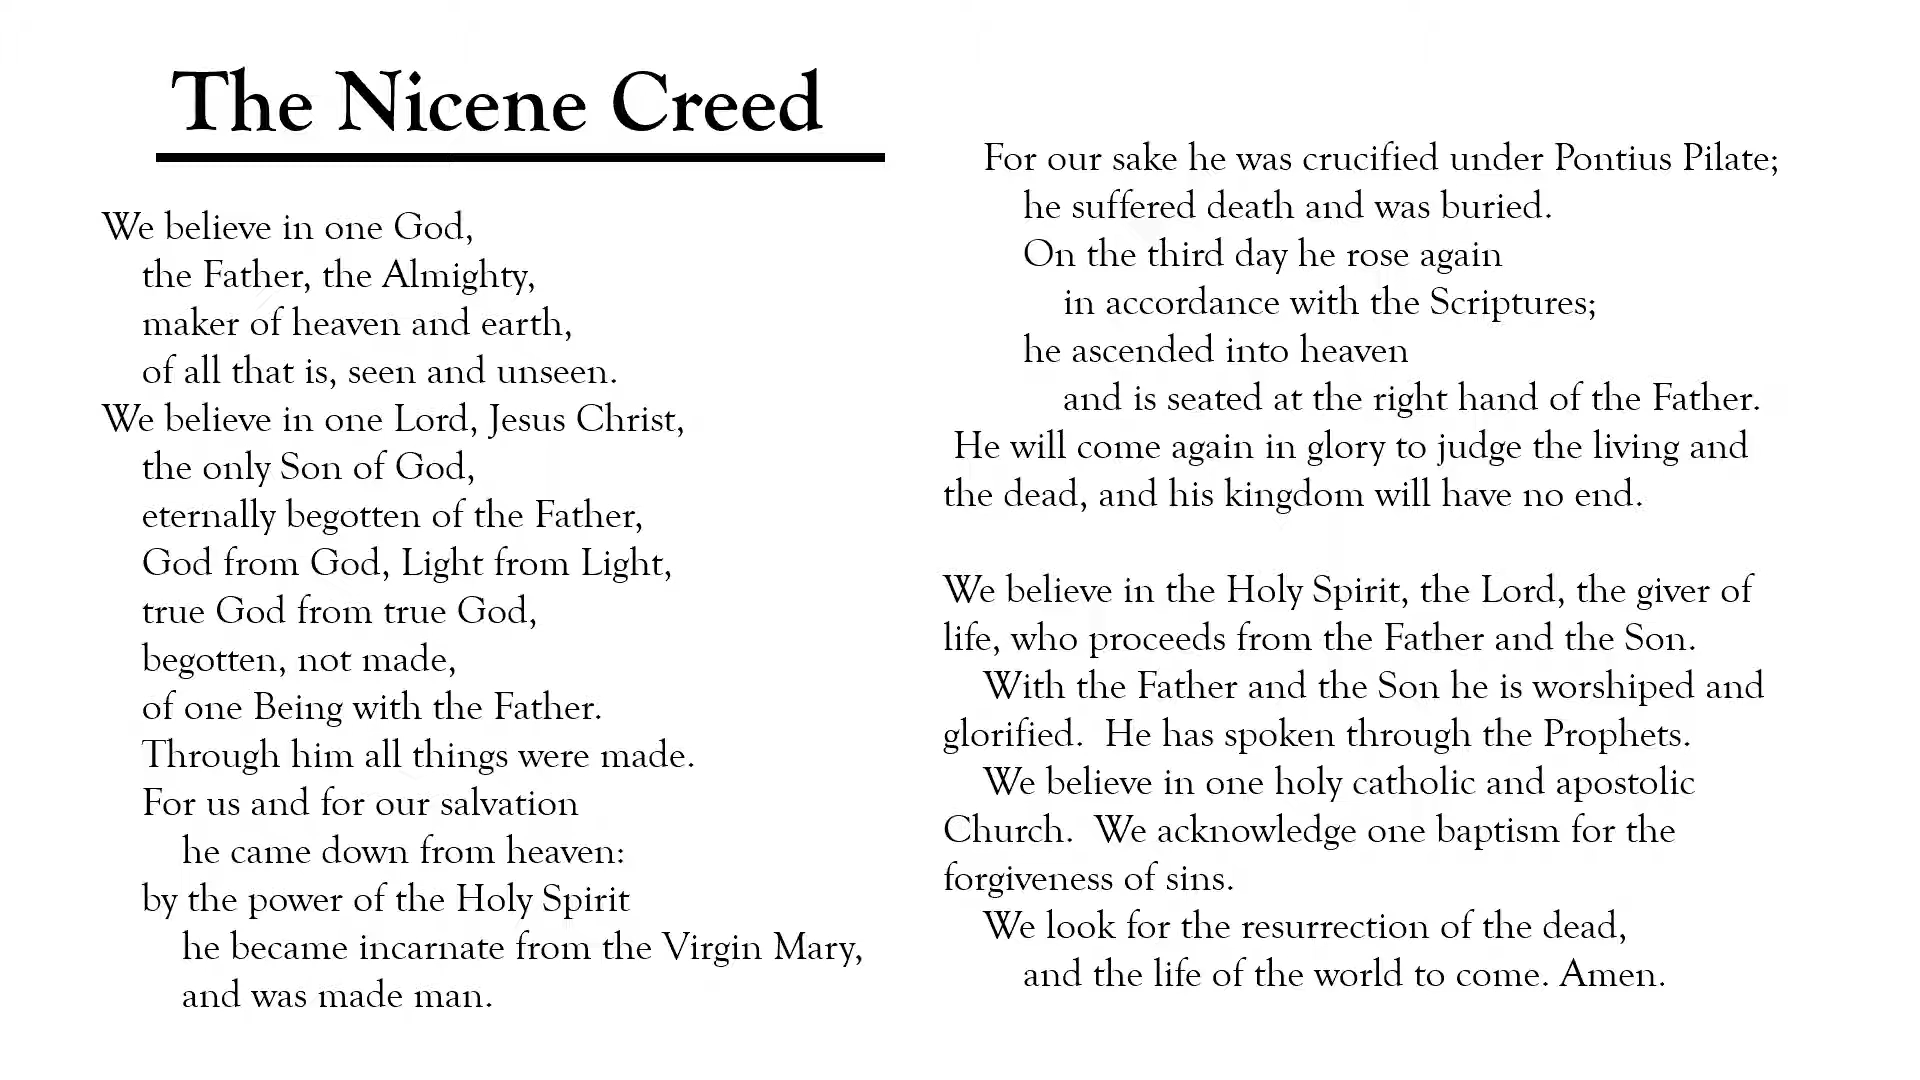 The Nicene Creed
We believe in one God,
the Father, the Almighty,
maker of heaven and earth,
of all that is, seen and unseen.
We believe in one Lord, Jesus Christ,
the only Son of God,
eternally begotten of the Father,
God from God, Light from Light,
true God from true God,
begotten, not made,
of one Being with the Father.
Through him all things were made.
For us and for our salvation
he came down from heaven:
by the power of the Holy Spirit
he became incarnate from the Virgin Mary,
and was made man.
For our sake he was crucified under Pontius Pilate;
he suffered death and was buried.
On the third day he rose again
in accordance with the Scriptures;
he ascended into heaven
and is seated at the right hand of the Father.
He will come again in glory to judge the living and
the dead, and his kingdom will have no end.
We believe in the Holy Spirit, the Lord, the giver of
life, who proceeds from the Father and the Son.
With the Father and the Son he is worshiped and
glorified.  He has spoken through the Prophets.
We believe in one holy catholic and apostolic
Church.  We acknowledge one baptism for the
forgiveness of sins.
We look for the resurrection of the dead,
and the life of the world to come. Amen.